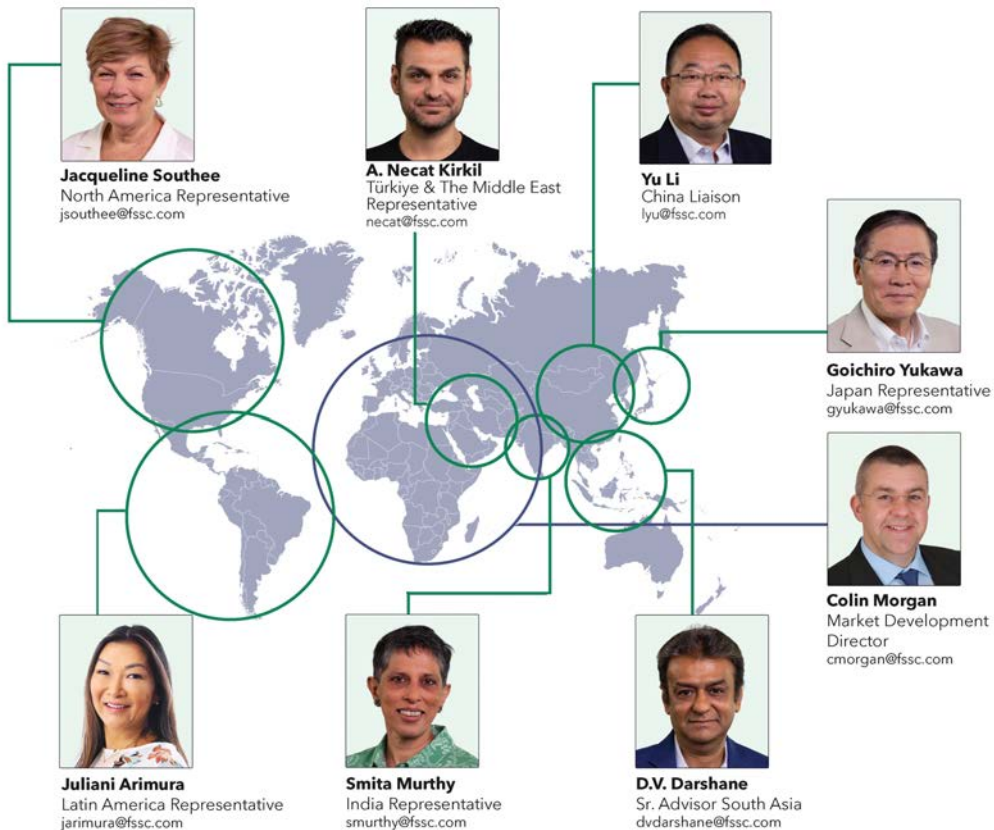 Jacqueline Southee
North America Representative
jsouthee@fssc.com
A. Necat Kirkil
Türkiye & The Middle East
Representative
necat@fssc.com
Yu Li
China Liaison
lyu@fssc.com
Goichiro Yukawa
Japan Representative
gyukawa@fssc.com
Colin Morgan
Market Development
Director
cmorgan@fssc.com
Juliani Arimura
Latin America Representative
jarimura@fssc.com
Smita Murthy
India Representative
smurthy@fssc.com
D.V. Darshane
Sr. Advisor South Asia
dvdarshane@fssc.com